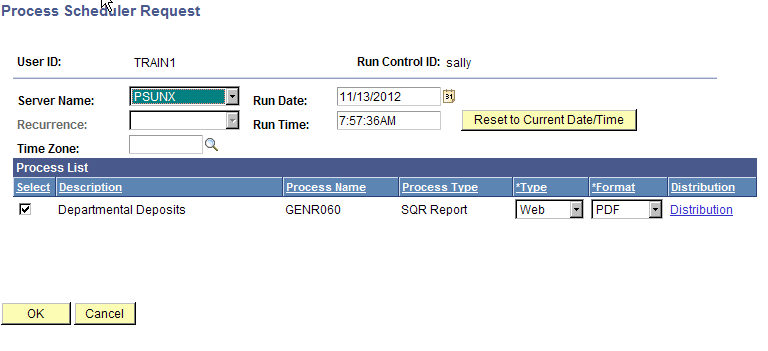 Process Scheduler Request
User ID: TRAIN1 Run Control ID: sally
Server Name: PSUNX Run Date: 11/13/2012 31
Recurrence: Run Time: 7:57:36AM Reset to Current Date/Time
Time Zone:
Process List
Select Description Process Name Process Type *Type *Format Distribution
Departmental Deposits GENR060 SQR Report Web PDF Distribution
OK Cancel